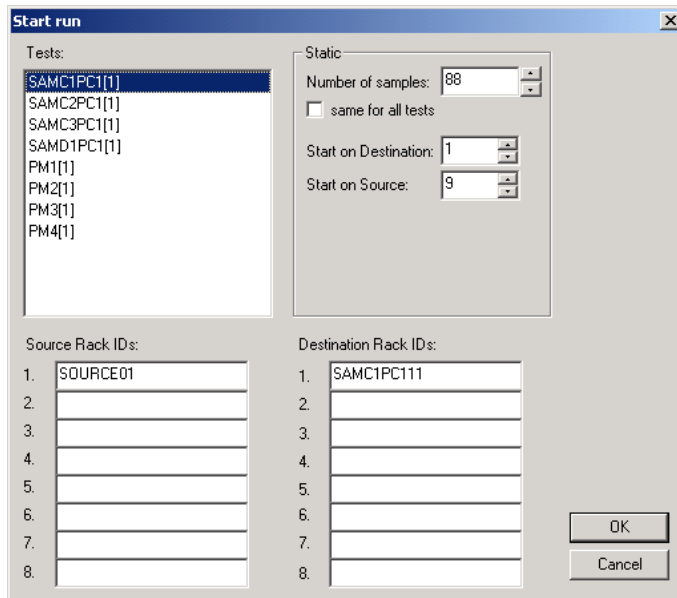 Start run
Tests:
SAMC1PC1[1]
SAMC2PC1[1]
SAMC3PC1[1]
SAMD1PC1[1]
PM1[1]
PM2[1]
PM3[1]
PM4[1]
Static
Number of samples: 88
same for all tests
Start on Destination: 1
Start on Source: 9
Source Rack IDs:
1. SOURCE01
2.
3.
4.
5.
6.
7.
8.
Destination Rack IDs:
1. SAMC1PC111
2.
3.
4.
5.
6.
7.
8.
OK
Cancel